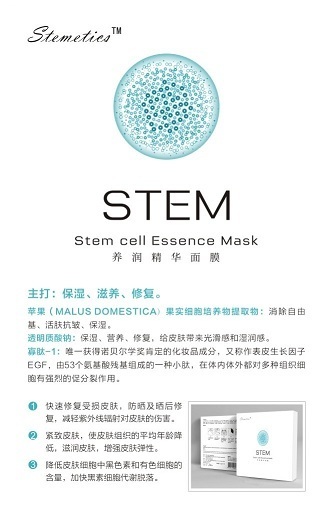 Stemetics™
STEM
Stem cell Essence Mask
养润精华面膜
主打：保湿、滋养、修复。
苹果（MALUS DOMESTICA）果实细胞培养物提取物：消除自由
基、活肤抗皱、保湿。
透明质酸钠：保湿、营养、修复，给皮肤带来光滑感和湿润感。
寡肽-1：唯一获得诺贝尔学奖肯定的化妆品成分，又称作表皮生长因子
EGF，由53个氨基酸残基组成的一种小肽，在体内体外都对多种组织细
胞有强烈的促分裂作用。
1 快速修复受损皮肤，防晒及晒后修
复，减轻紫外线辐射对皮肤的伤害。
2 紧致皮肤，使皮肤组织的平均年龄降
低，滋润皮肤，增强皮肤弹性。
3 降低皮肤细胞中黑色素和有色细胞的
含量，加快黑素细胞代谢脱落。
STEM